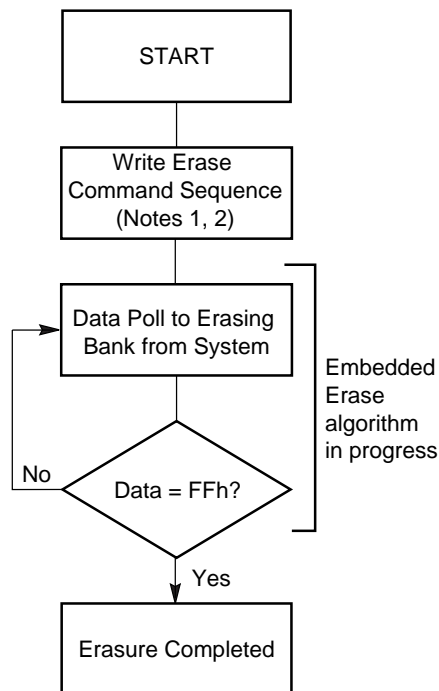 START
Write Erase
Command Sequence
(Notes 1, 2)
Data Poll to Erasing
Bank from System
Embedded
Erase
algorithm
in progress
No
Data = FFh?
Yes
Erasure Completed